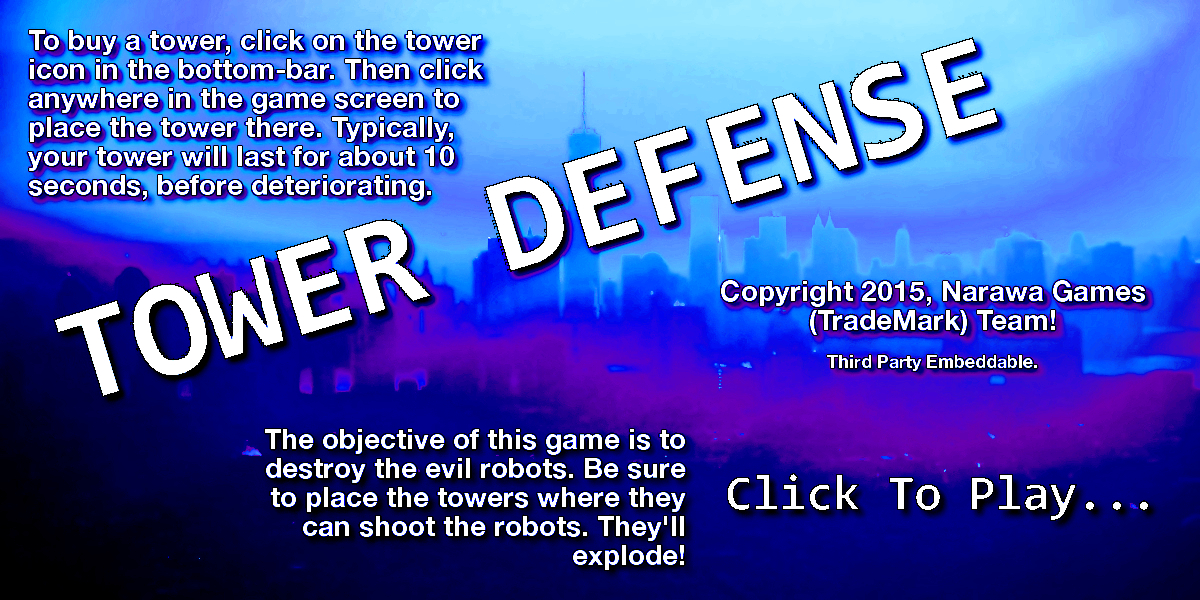 To buy a tower, click on the tower
icon in the bottom-bar. Then click
anywhere in the game screen to
place the tower there. Typically,
your tower will last for about 10
seconds, before deteriorating.
TOWER DEFENSE
Copyright 2015, Narawa Games
(TradeMark) Team!
Third Party Embeddable.
The objective of this game is to
destroy the evil robots. Be sure
to place the towers where they
can shoot the robots. They'll
explode!
Click To Play...